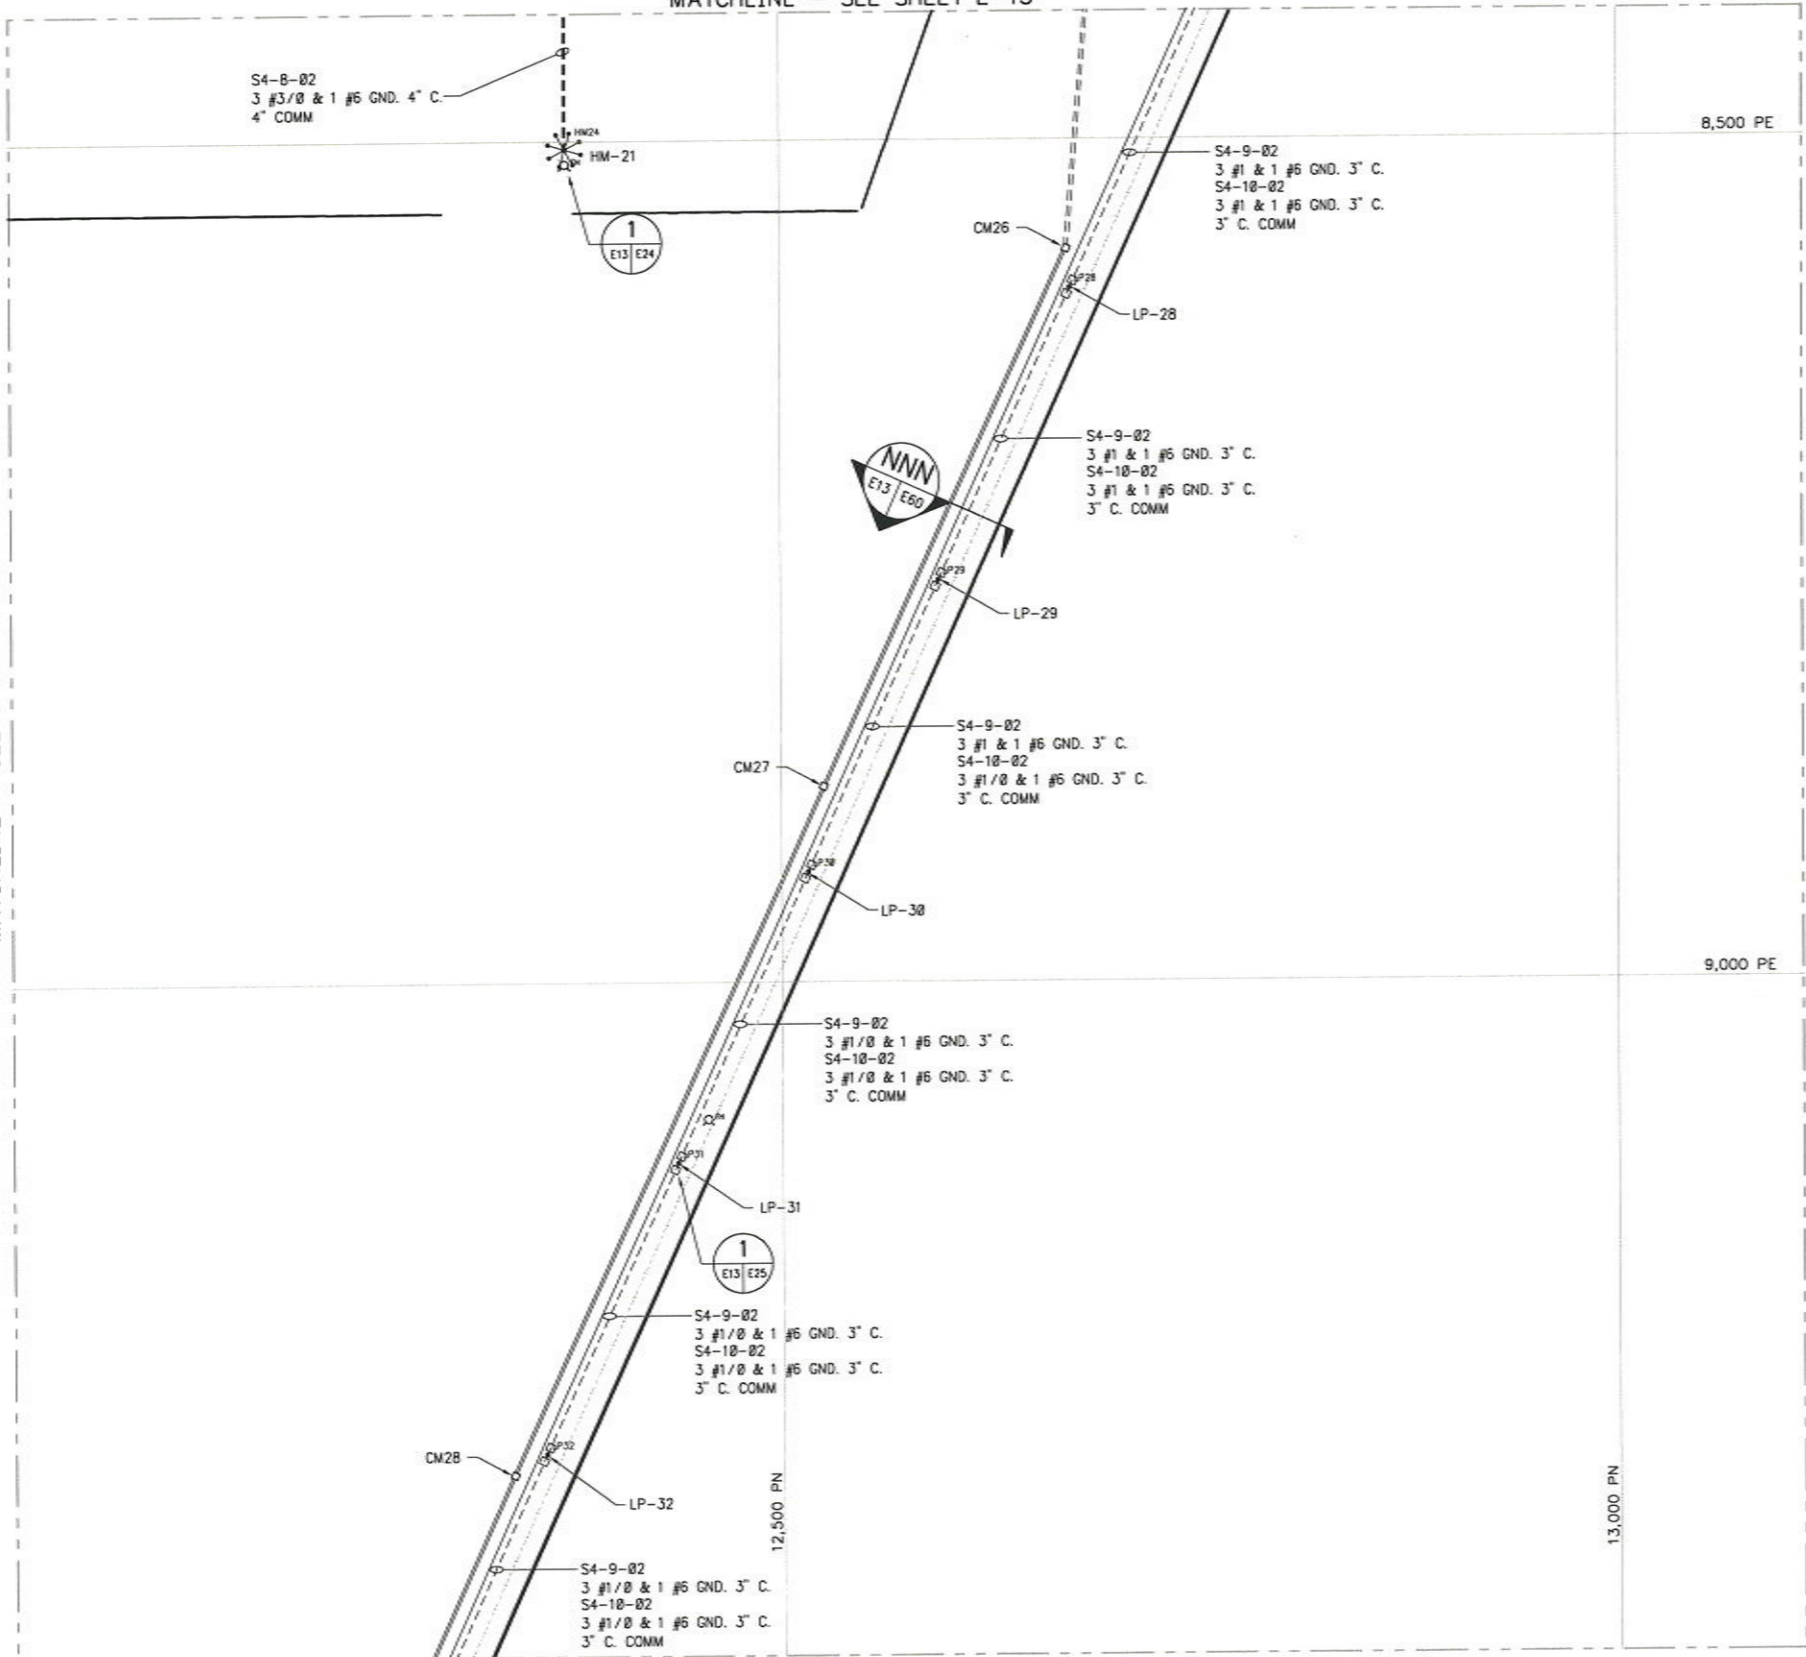 S4-8-02
3 #3/0 & 1 #6 GND. 4" C.
4" COMM
HM24
HM-21
1
E13 E24
8,500 PE
S4-9-02
3 #1 & 1 #6 GND. 3" C.
S4-10-02
3 #1 & 1 #6 GND. 3" C.
3" C. COMM
CM26
P28
LP-28
S4-9-02
3 #1 & 1 #6 GND. 3" C.
S4-10-02
3 #1 & 1 #6 GND. 3" C.
3" C. COMM
NNN
E13 E60
P29
LP-29
S4-9-02
3 #1 & 1 #6 GND. 3" C.
S4-10-02
3 #1/0 & 1 #6 GND. 3" C.
3" C. COMM
CM27
P30
LP-30
9,000 PE
S4-9-02
3 #1/0 & 1 #6 GND. 3" C.
S4-10-02
3 #1/0 & 1 #6 GND. 3" C.
3" C. COMM
P31
LP-31
1
E13 E25
S4-9-02
3 #1/0 & 1 #6 GND. 3" C.
S4-10-02
3 #1/0 & 1 #6 GND. 3" C.
3" C. COMM
P32
CM28
LP-32
12,500 PN
13,000 PN
S4-9-02
3 #1/0 & 1 #6 GND. 3" C.
S4-10-02
3 #1/0 & 1 #6 GND. 3" C.
3" C. COMM